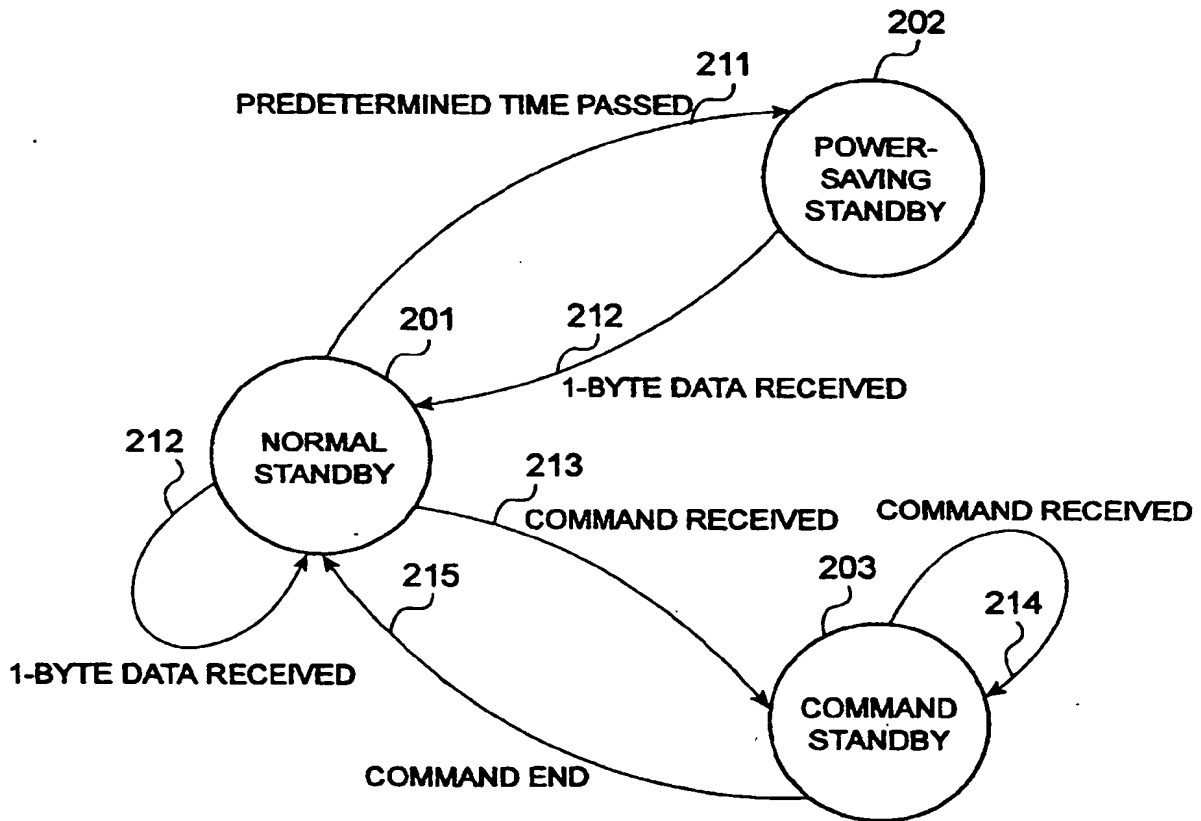 202
211
PREDETERMINED TIME PASSED
POWER-
SAVING
STANDBY
201
212
1-BYTE DATA RECEIVED
NORMAL
STANDBY
212
213
COMMAND RECEIVED
COMMAND RECEIVED
203
214
215
1-BYTE DATA RECEIVED
COMMAND
STANDBY
COMMAND END